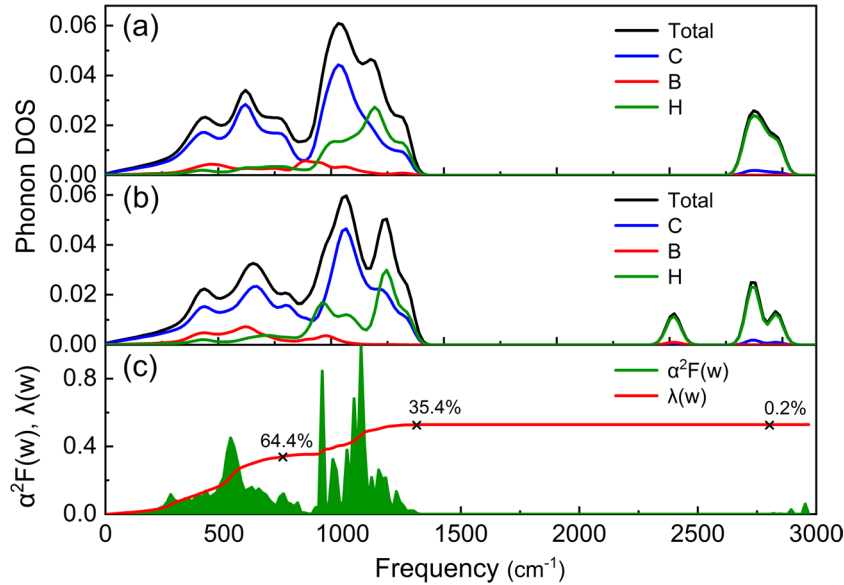 (a)
0.06
0.04
0.02
0.00
Total
C
B
H
Phonon DOS
(b)
0.06
0.04
0.02
0.00
Total
C
B
H
(c)
0.8
0.4
0.0
α²F(w), λ(w)
α²F(w)
λ(w)
64.4%
35.4%
0.2%
0 500 1000 1500 2000 2500 3000
Frequency (cm⁻¹)